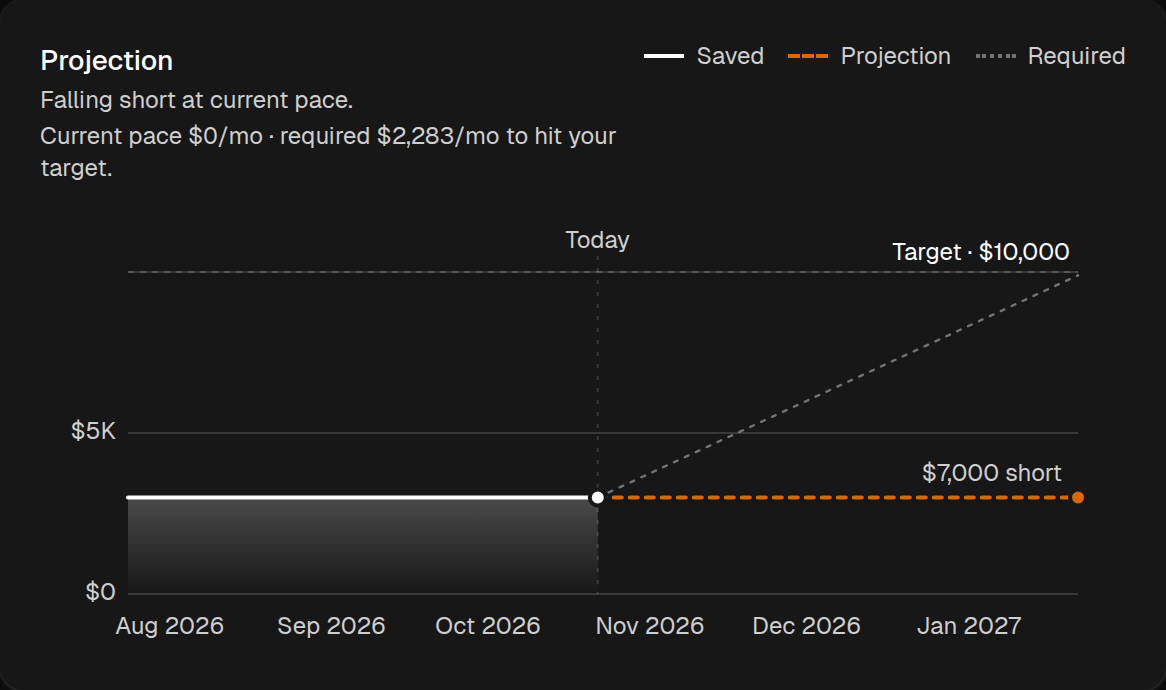 Projection
Saved
Projection
Required
Falling short at current pace.
Current pace $0/mo · required $2,283/mo to hit your
target.
Today
Target · $10,000
$5K
$7,000 short
$0
Aug 2026
Sep 2026
Oct 2026
Nov 2026
Dec 2026
Jan 2027